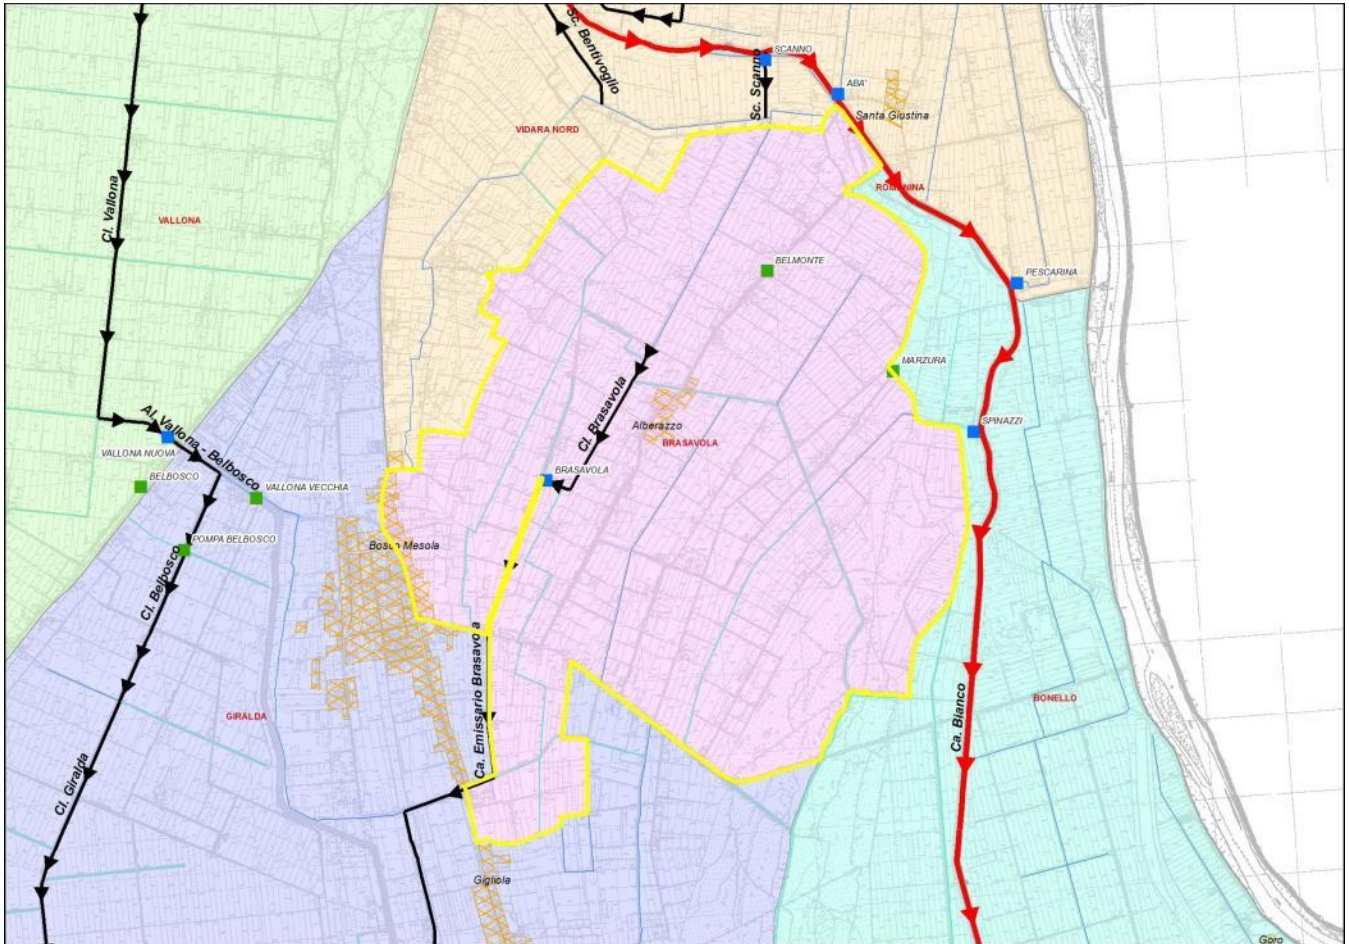 Sc. Bentivoglio
SCANNO
Sc. Scanno
ABA'
Santa Giustina
VIDARA NORD
ROMANINA
Cl. Vallona
VALLONA
BELMONTE
PESCARINA
MARZURA
Cl. Brasavola
Alberazzo
BRASAVOLA
SPINAZZI
Al. Vallona - Belbosco
VALLONA NUOVA
BRASAVOLA
BELBOSCO
VALLONA VECCHIA
POMPA BELBOSCO
Bosco Mesola
Cl. Belbosco
Ca. Emissario Brasavola
BONELLO
GIRALDA
Ca. Bianco
Cl. Giralda
Gigliola
Goro